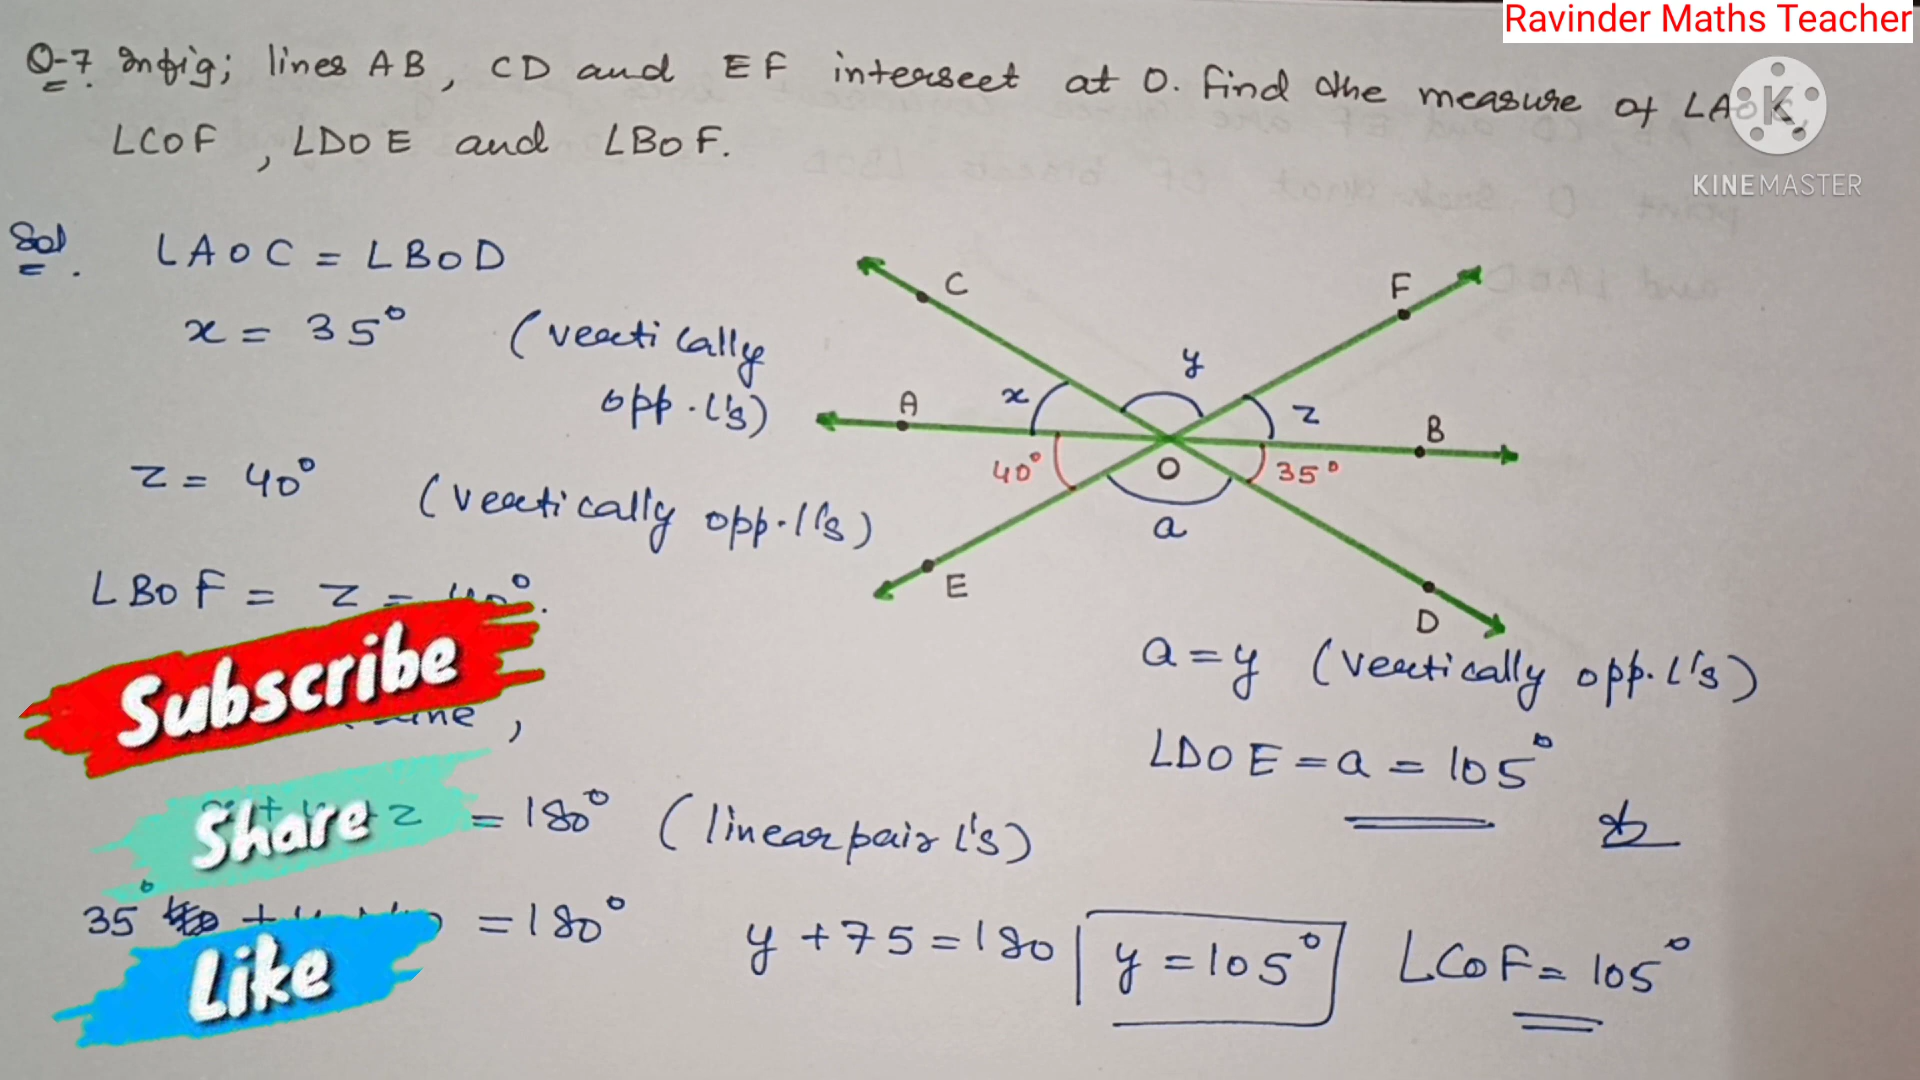 Ravinder Maths Teacher
Q-7. In fig; lines AB, CD and EF intersect at O. Find the measure of
∠COF, ∠DOE and ∠BOF.
K
KINEMASTER
Sol.
∠AOC = ∠BOD
x = 35° (vertically
opp. ∠'s)
z = 40° (vertically opp. ∠'s)
∠BOF = z =
C
F
y
x
z
A
B
40°
O
35°
a
E
D
Subscribe
Share
Like
z = 180° (linear pair ∠'s)
35° + = 180°
y + 75 = 180
y = 105°
∠COF = 105°
a = y (vertically opp. ∠'s)
∠DOE = a = 105°